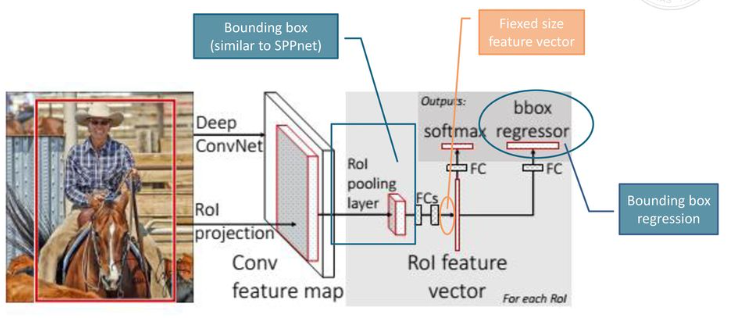 Bounding box
(similar to SPPnet)
Fiexed size
feature vector
Outputs:
bbox
softmax
regressor
Deep
ConvNet
RoI
pooling
layer
FC
FC
FCs
RoI
projection
Conv
feature map
RoI feature
vector
For each RoI
Bounding box
regression